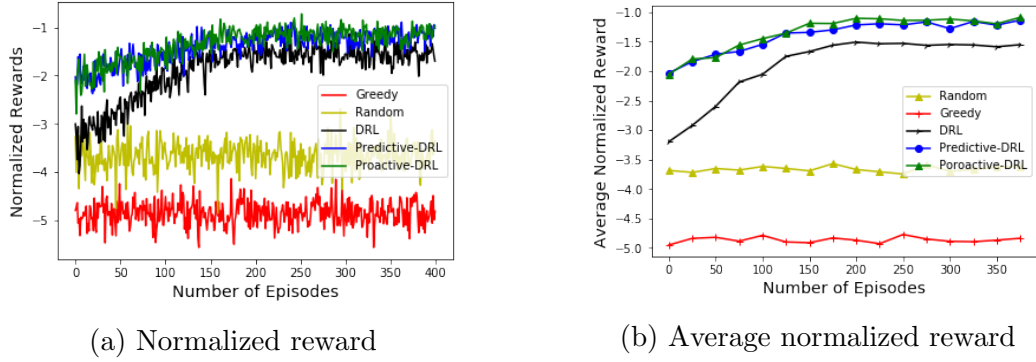 Normalized Rewards
−1
−2
−3
−4
−5
0 50 100 150 200 250 300 350 400
Number of Episodes
Greedy
Random
DRL
Predictive-DRL
Proactive-DRL
(a) Normalized reward
Average Normalized Reward
−1.0
−1.5
−2.0
−2.5
−3.0
−3.5
−4.0
−4.5
−5.0
0 50 100 150 200 250 300 350
Number of Episodes
Random
Greedy
DRL
Predictive-DRL
Poroactive-DRL
(b) Average normalized reward